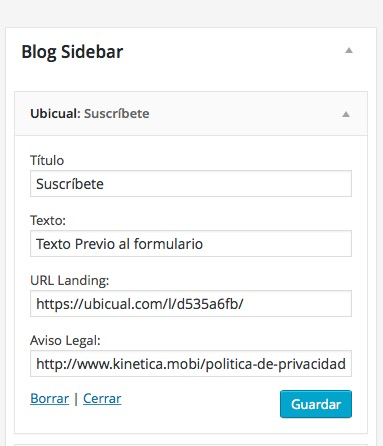 Blog Sidebar
Ubicual: Suscríbete
Título
Suscríbete
Texto:
Texto Previo al formulario
URL Landing:
https://ubicual.com/l/d535a6fb/
Aviso Legal:
http://www.kinetica.mobi/politica-de-privacidad
Borrar | Cerrar
Guardar